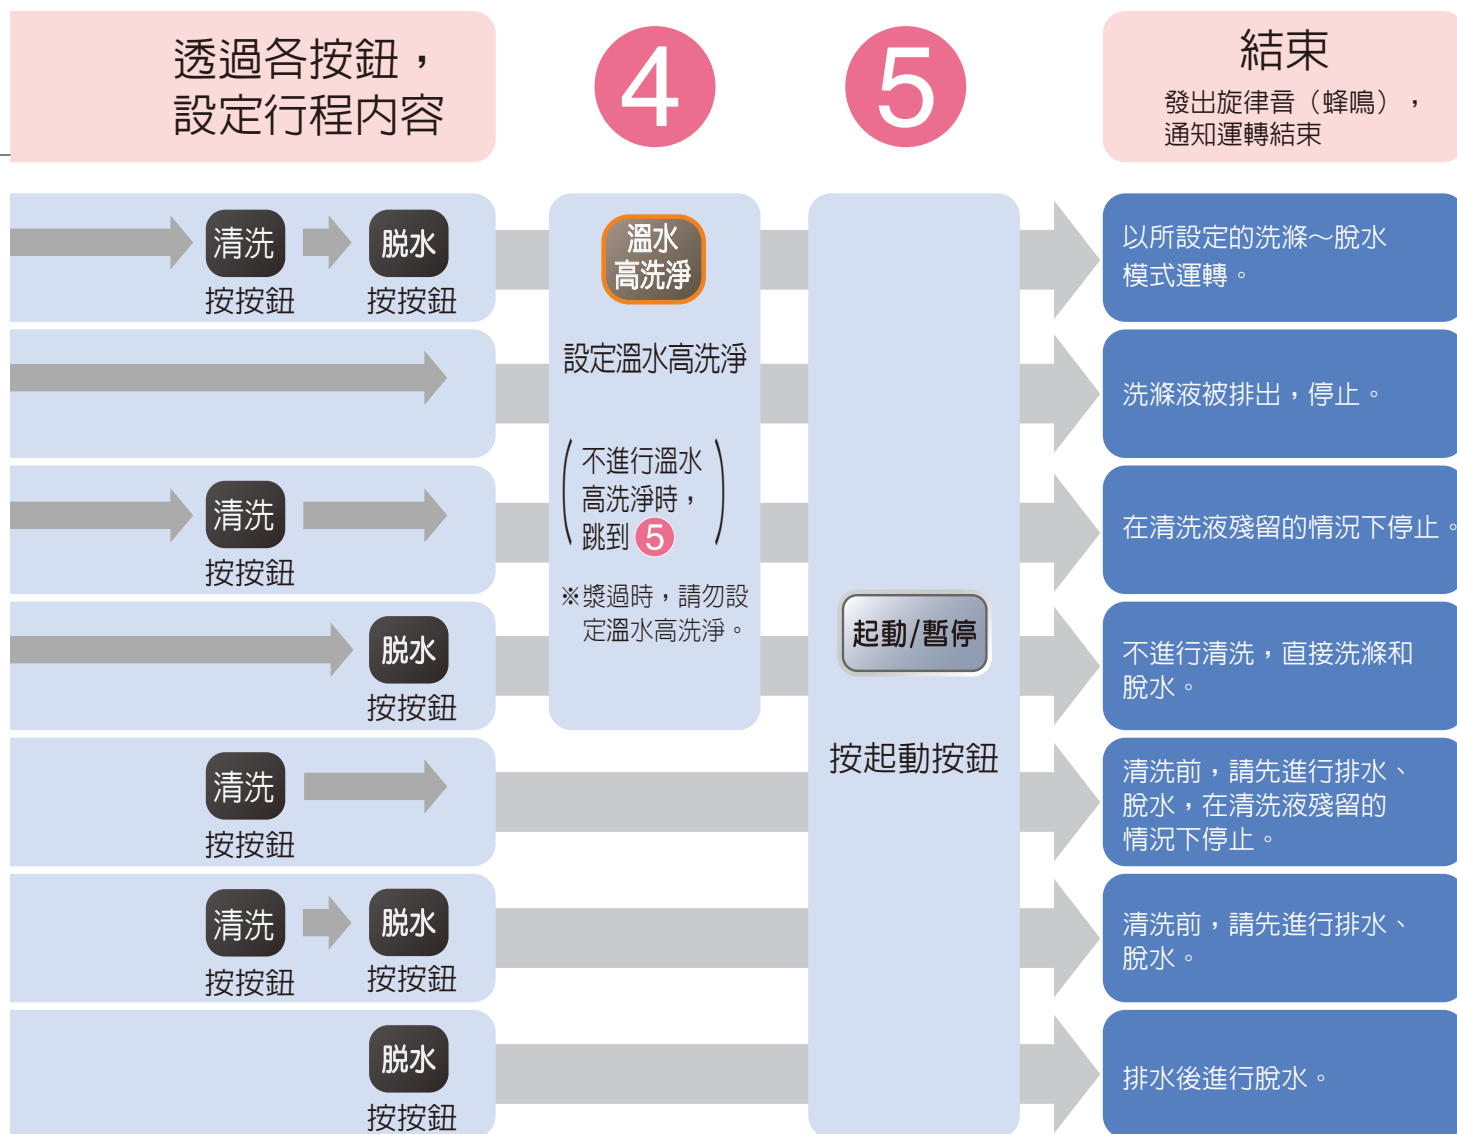 透過各按鈕，
設定行程内容
4
5
結束
發出旋律音（蜂鳴），
通知運轉結束
清洗
按按鈕
脱水
按按鈕
溫水
高洗淨
設定溫水高洗淨
(不進行溫水
高洗淨時，
跳到5)
※漿過時，請勿設
定溫水高洗淨。
起動/暫停
按起動按鈕
以所設定的洗滌～脫水
模式運轉。
洗滌液被排出，停止。
清洗
按按鈕
在清洗液殘留的情況下停止。
脱水
按按鈕
不進行清洗，直接洗滌和
脫水。
清洗
按按鈕
清洗前，請先進行排水、
脫水，在清洗液殘留的
情況下停止。
清洗
按按鈕
脱水
按按鈕
清洗前，請先進行排水、
脫水。
脱水
按按鈕
排水後進行脫水。